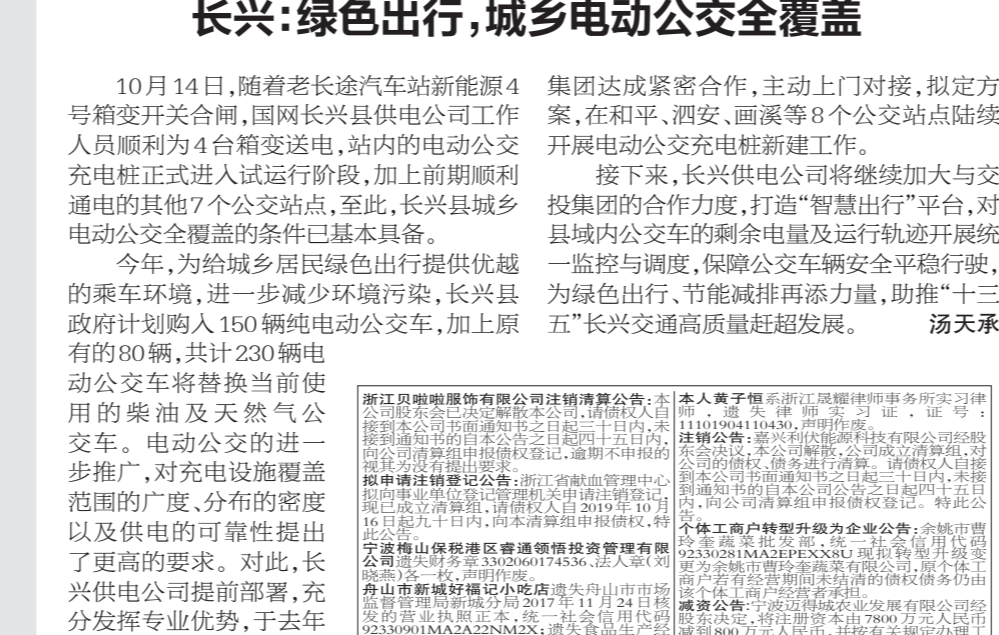 长兴:绿色出行,城乡电动公交全覆盖
10月14日,随着老长途汽车站新能源4
号箱变开关合闸,国网长兴县供电公司工作
人员顺利为4台箱变送电,站内的电动公交
充电桩正式进入试运行阶段,加上前期顺利
通电的其他7个公交站点,至此,长兴县城乡
电动公交全覆盖的条件已基本具备。
今年,为给城乡居民绿色出行提供优越
的乘车环境,进一步减少环境污染,长兴县
政府计划购入150辆纯电动公交车,加上原
有的80辆,共计230辆电
动公交车将替换当前使
用的柴油及天然气公
交车。电动公交的进一
步推广,对充电设施覆盖
范围的广度、分布的密度
以及供电的可靠性提出
了更高的要求。对此,长
兴供电公司提前部署,充
分发挥专业优势,于去年
集团达成紧密合作,主动上门对接,拟定方
案,在和平、泗安、画溪等8个公交站点陆续
开展电动公交充电桩新建工作。
接下来,长兴供电公司将继续加大与交
投集团的合作力度,打造“智慧出行”平台,对
县域内公交车的剩余电量及运行轨迹开展统
一监控与调度,保障公交车辆安全平稳行驶,
为绿色出行、节能减排再添力量,助推“十三
五”长兴交通高质量赶超发展。 汤天承
浙江贝啦啦服饰有限公司注销清算公告:本
公司股东会已决定解散本公司,请债权人自
接到本公司书面通知书之日起三十日内,未
接到通知书的自本公告之日起四十五日内,
向公司清算组申报债权登记,逾期不申报的
视其为没有提出要求。
拟申请注销登记公告:浙江省献血管理中心
拟向事业单位登记管理机关申请注销登记,
现已成立清算组,请债权人自2019年10月
16日起九十日内,向本清算组申报债权,特
此公告。
宁波梅山保税港区睿通领悟投资管理有限
公司遗失财务章3302060174536、法人章(刘
晓燕)各一枚,声明作废。
舟山市新城好福记小吃店遗失舟山市市场
监督管理局新城分局2017年11月24日核
发的营业执照正本,统一社会信用代码
92330901MA2A22NM2X;遗失食品生产经
本人黄子恒系浙江晟耀律师事务所实习律
师,遗失律师实习证,证号:
11101904110430,声明作废。
注销公告:嘉兴利伏能源科技有限公司经股
东会决议,本公司解散,公司成立清算组,对
公司的债权、债务进行清算。请债权人自接
到本公司书面通知书之日起三十日内,未接
到通知书的自本公司公告之日起四十五日
内,向公司清算组申报债权登记。特此公
告。
个体工商户转型升级为企业公告:余姚市曹
玲奎蔬菜批发部,统一社会信用代码
92330281MA2EPEXX8U现拟转型升级变
更为余姚市曹玲奎蔬菜有限公司,原个体工
商户若有经营期间未结清的债权债务仍由
该个体工商户经营者承担。
减资公告:宁波迈得城农业发展有限公司经
股东决定,将注册资本由7800万元人民币
减到800万元人民币,并按有关规定办理工